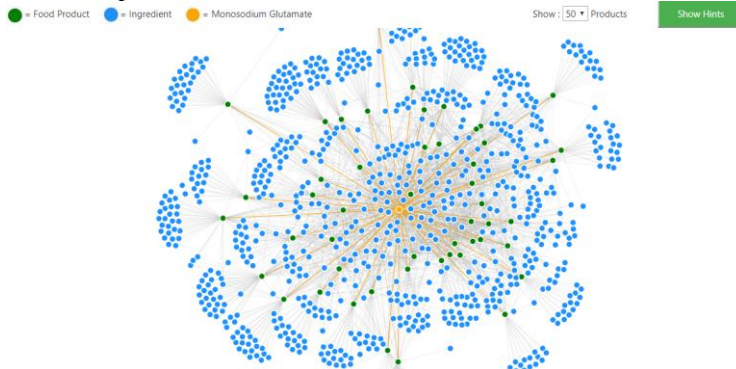 = Food Product = Ingredient = Monosodium Glutamate Show : 50 Products Show Hints